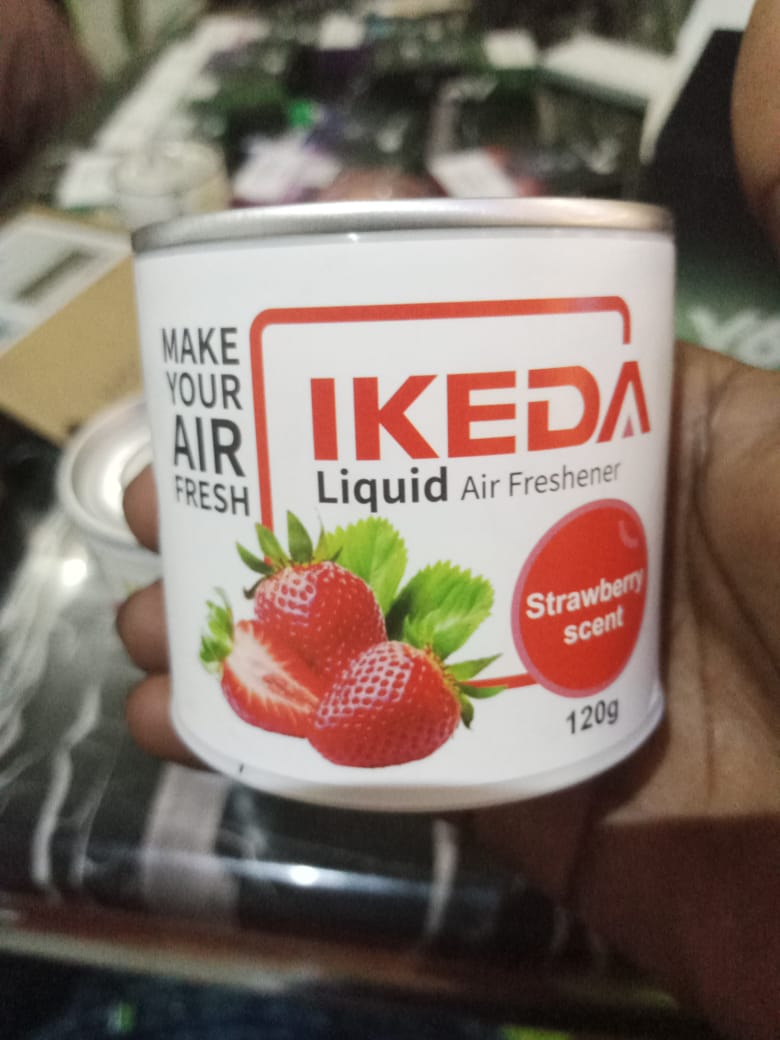 MAKE
YOUR
AIR
FRESH
IKEDA
Liquid Air Freshener
Strawberry
scent
120g